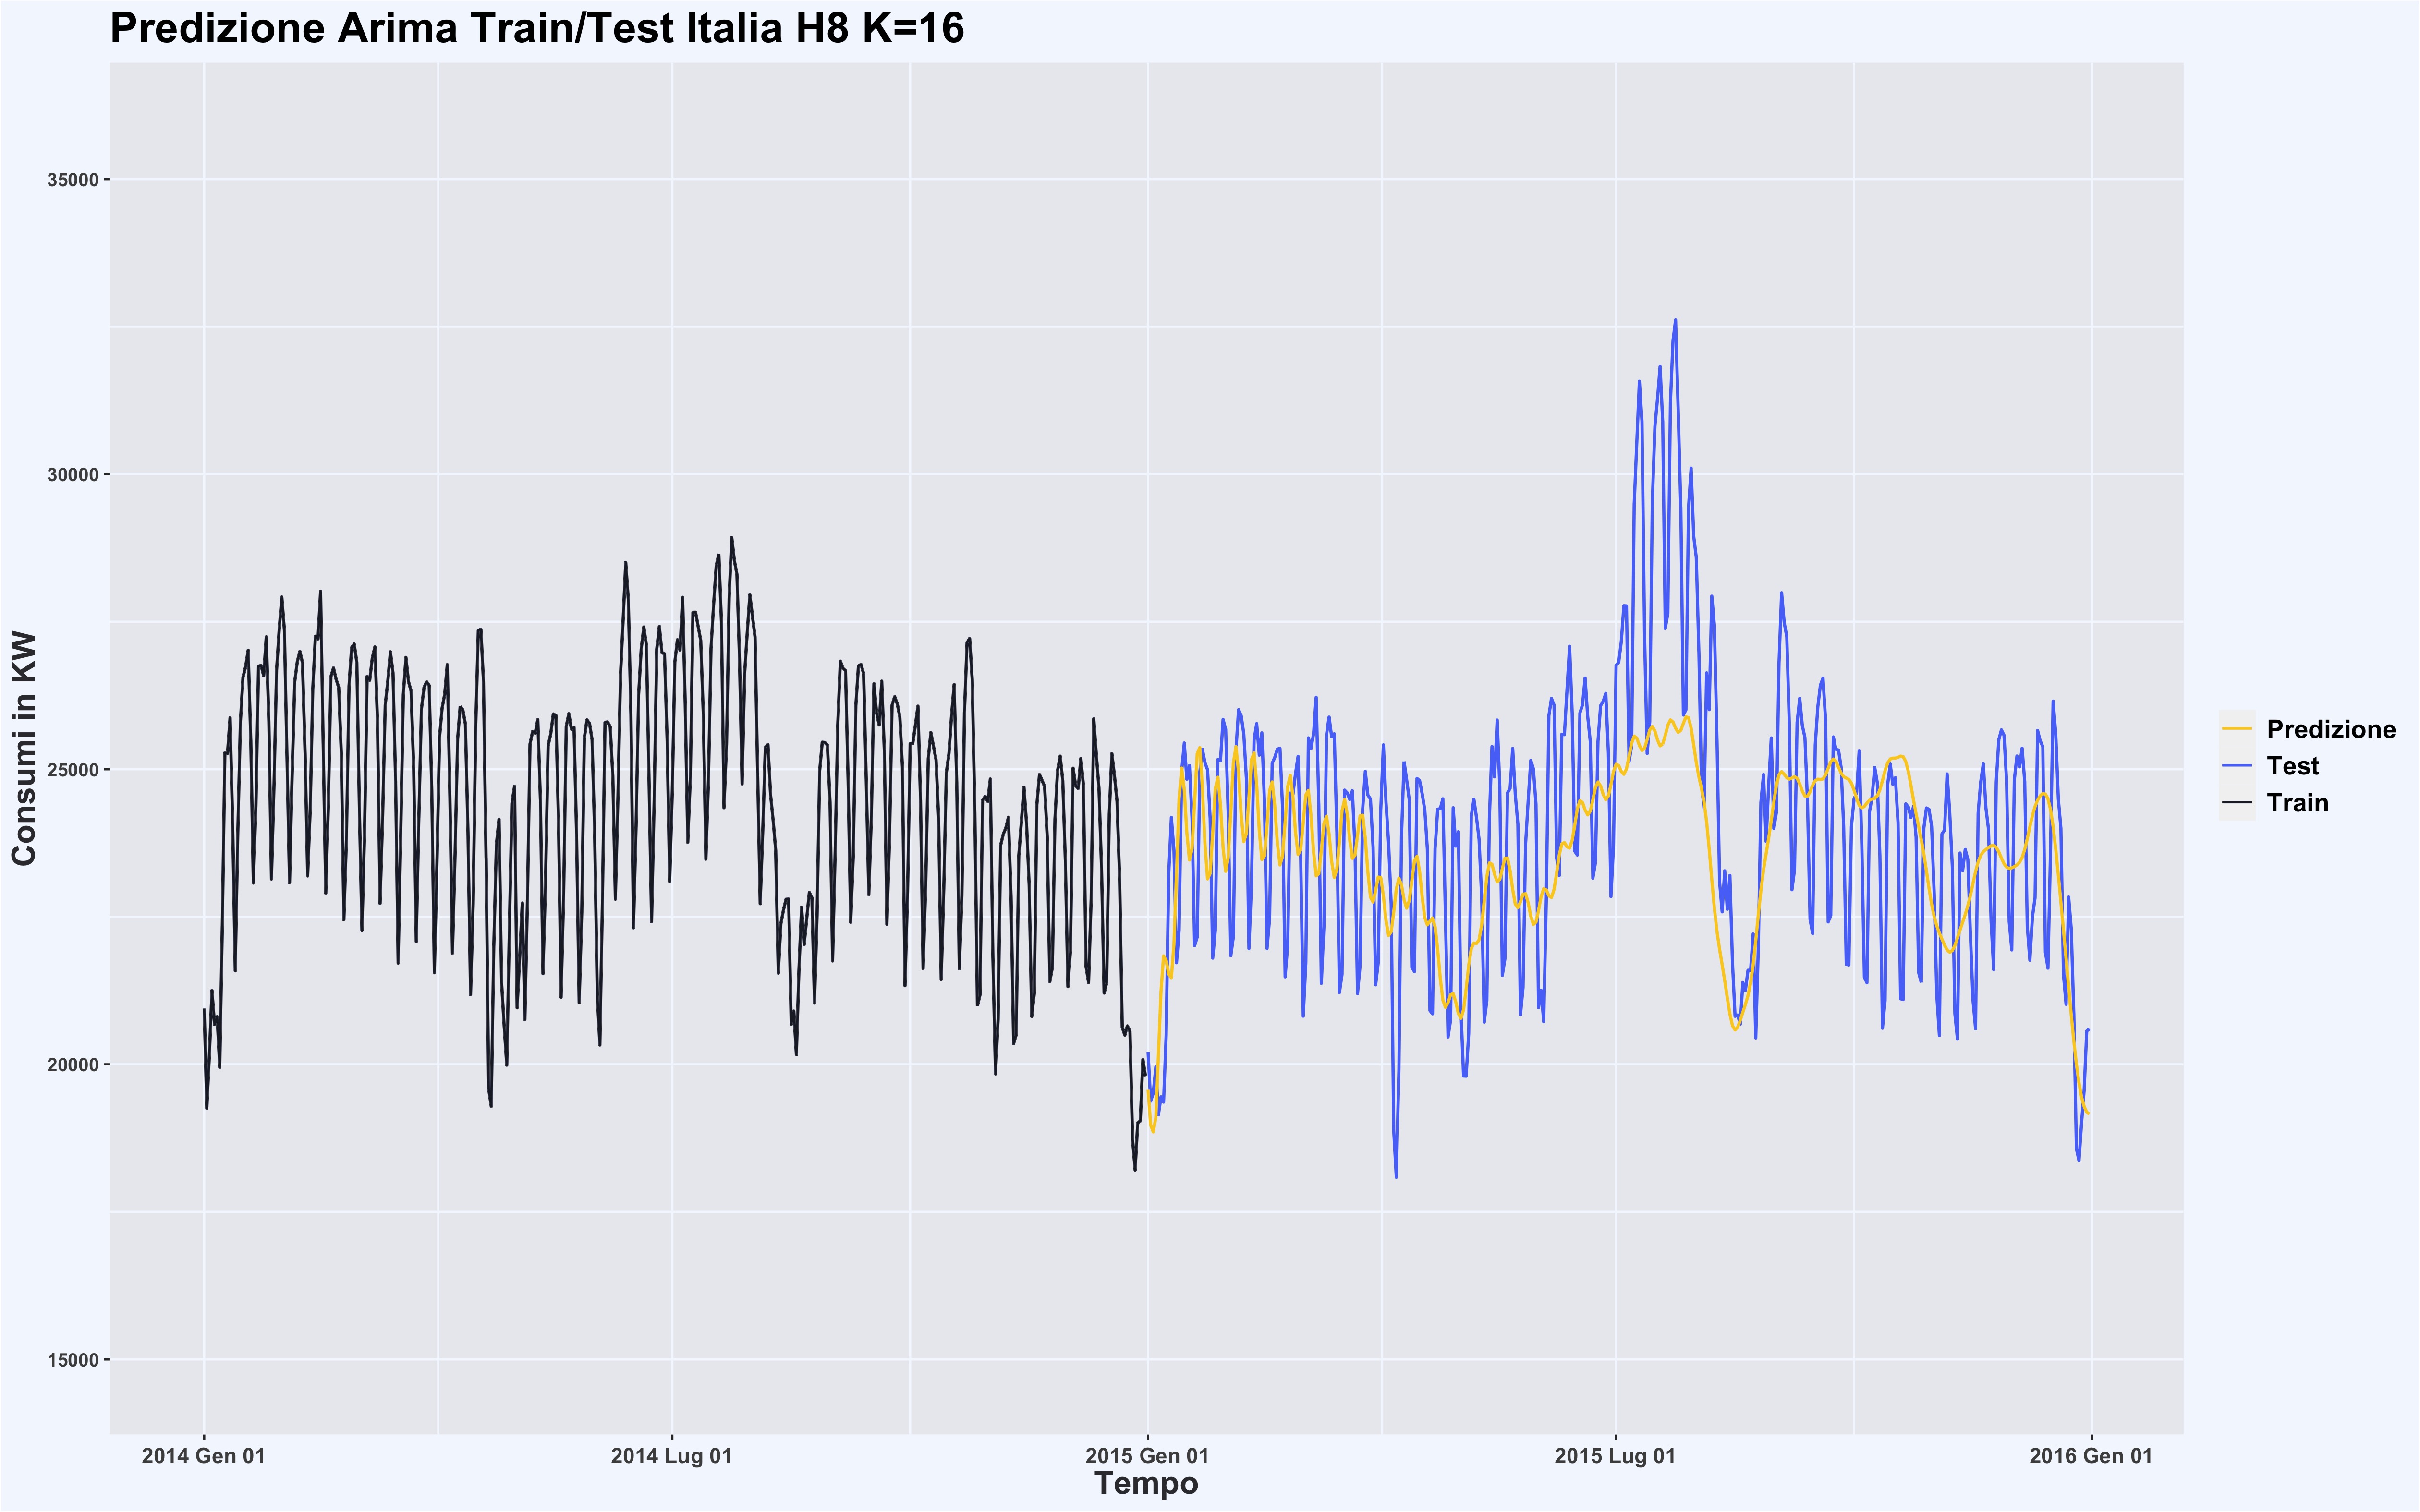 Predizione Arima Train/Test Italia H8 K=16
Consumi in KW
35000
30000
25000
20000
15000
2014 Gen 01
2014 Lug 01
2015 Gen 01
2015 Lug 01
2016 Gen 01
Tempo
Predizione
Test
Train